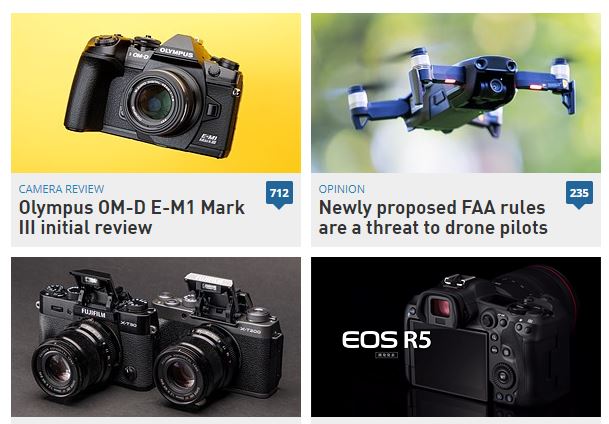 OLYMPUS
OM-D
E-M1
Mark III
CAMERA REVIEW
712
Olympus OM-D E-M1 Mark
III initial review
OPINION
235
Newly proposed FAA rules
are a threat to drone pilots
FUJIFILM
X-T30
X-T200
EOS R5